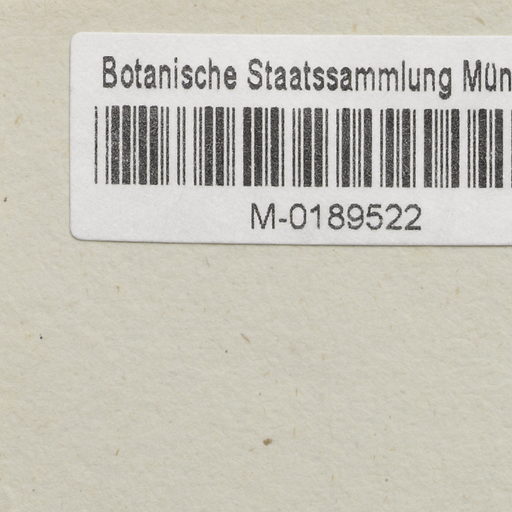 Botanische Staatssammlung Mün
M-0189522